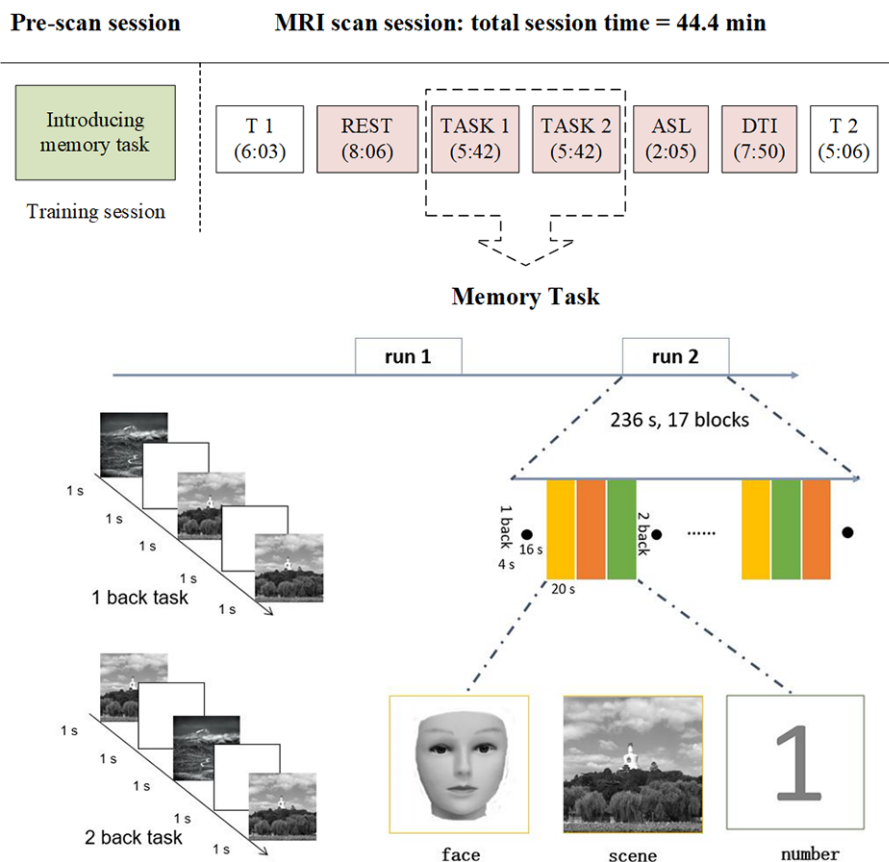 Pre-scan session
MRI scan session: total session time = 44.4 min
Introducing
memory task
Training session
T 1
(6:03)
REST
(8:06)
TASK 1
(5:42)
TASK 2
(5:42)
ASL
(2:05)
DTI
(7:50)
T 2
(5:06)
Memory Task
run 1
run 2
236 s, 17 blocks
1 s
1 s
1 s
1 s
1 s
1 back task
1 back
4 s
16 s
20 s
2 back
......
1 s
1 s
1 s
1 s
1 s
2 back task
1
face
scene
number